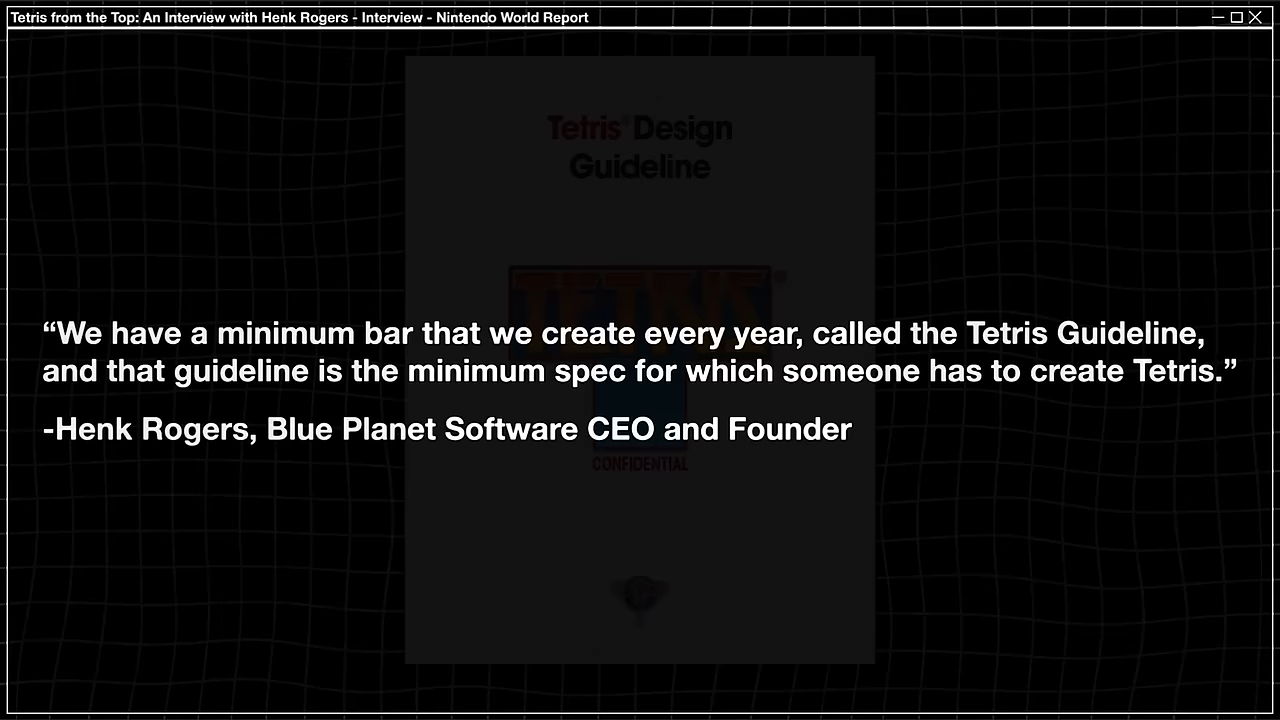 Tetris from the Top: An Interview with Henk Rogers - Interview - Nintendo World Report
Tetris® Design
Guideline
TETRIS
“We have a minimum bar that we create every year, called the Tetris Guideline,
and that guideline is the minimum spec for which someone has to create Tetris.”
-Henk Rogers, Blue Planet Software CEO and Founder
CONFIDENTIAL